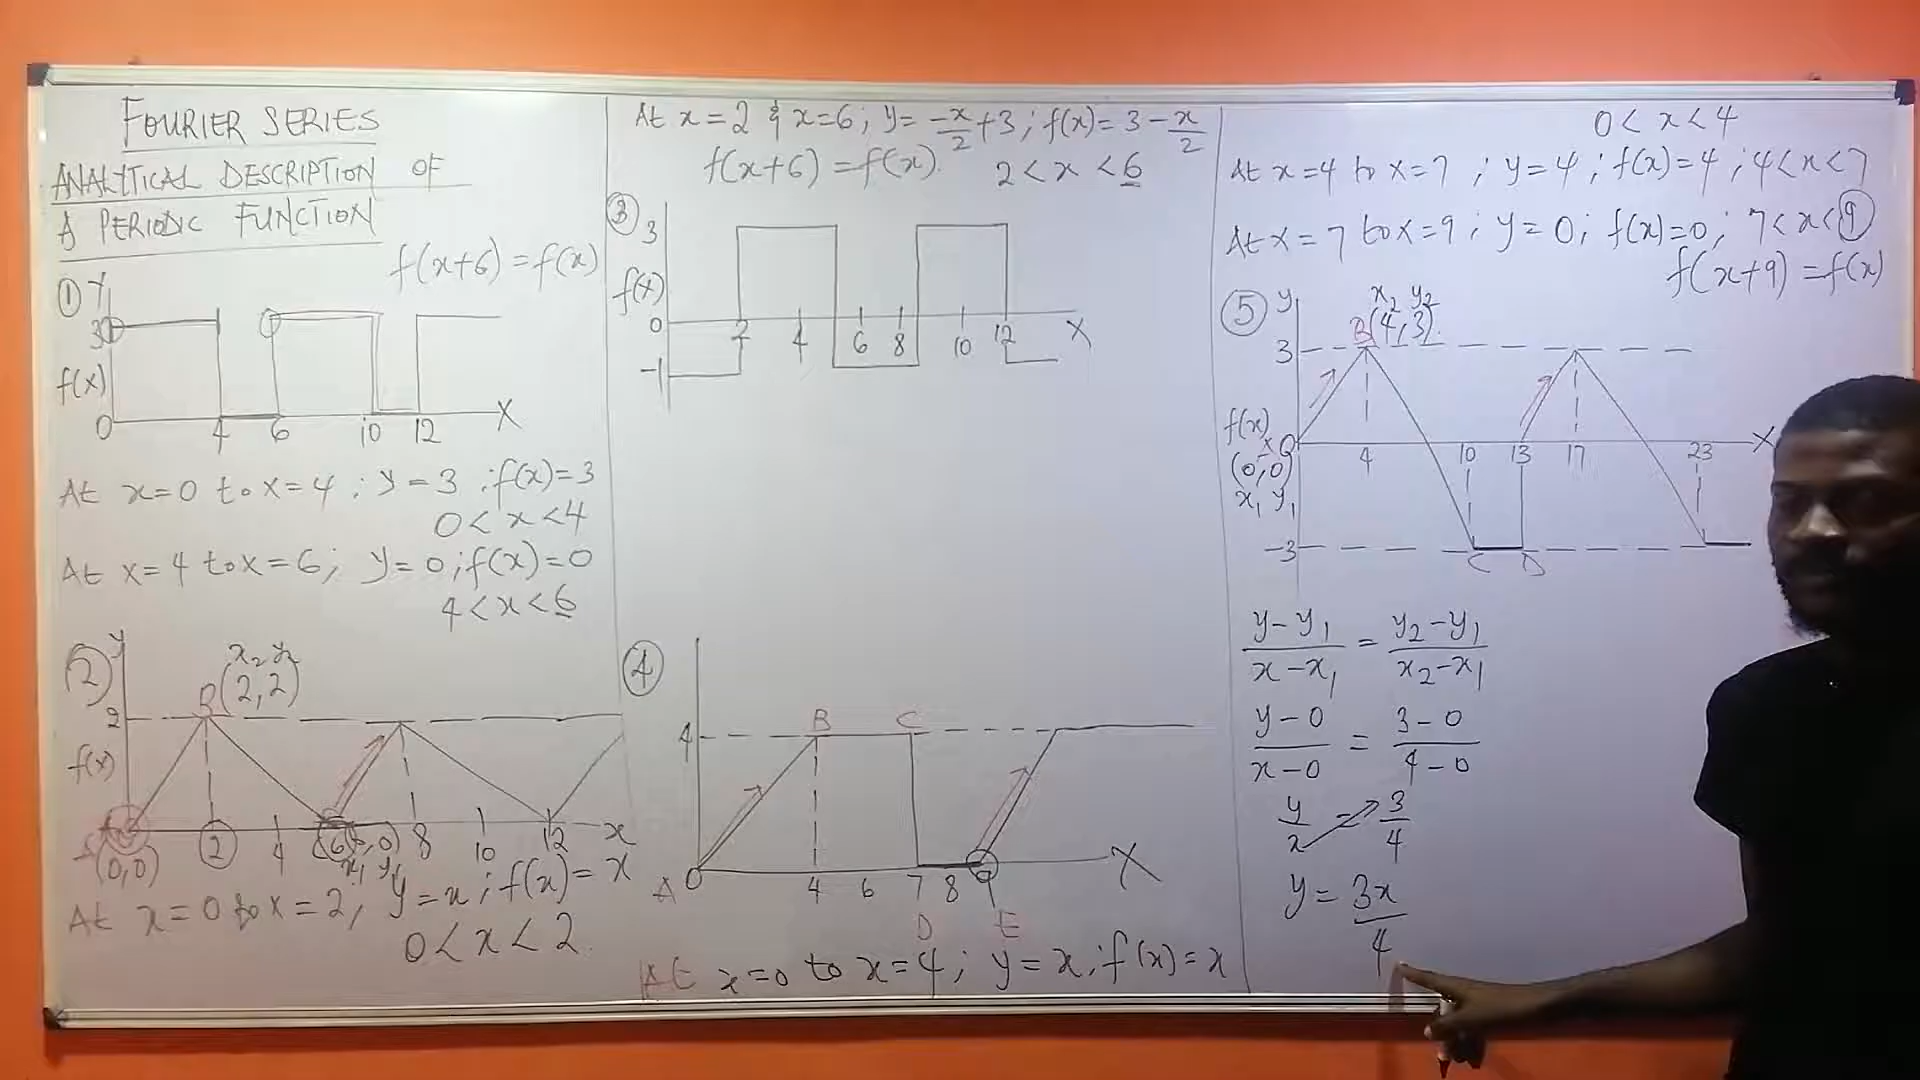 FOURIER SERIES
ANALYTICAL DESCRIPTION OF
A PERIODIC FUNCTION
f(x+6) = f(x)
① Y
3
f(x)
0 4 6 10 12 X
At x=0 to x=4; y=3; f(x)=3
0 < x < 4
At x=4 to x=6; y=0; f(x)=0
4 < x < 6
② y
x₂ y₂
B(2,2)
2
f(x)
(0,0) 2 4 (6,0) 8 10 12 x
x₁ y₁
At x=0 to x=2; y=x; f(x)=x
0 < x < 2
At x=2 & x=6; y=-x/2+3; f(x)=3-x/2
f(x+6) = f(x). 2 < x < 6
③
3
f(x)
0 2 4 6 8 10 12 X
-1
④
B C
4
A 0 4 6 7 8 9 X
D E
At x=0 to x=4; y=x; f(x)=x
0 < x < 4
At x=4 to x=7; y=4; f(x)=4; 4<x<7
At x=7 to x=9; y=0; f(x)=0; 7<x<9
f(x+9) = f(x)
⑤ y
x₂ y₂
B(4,3)
3
f(x)
0 4 10 13 17 23 X
(0,0)
x₁ y₁
-3
C D
y-y₁/x-x₁ = y₂-y₁/x₂-x₁
y-0/x-0 = 3-0/4-0
y/x = 3/4
y = 3x/4